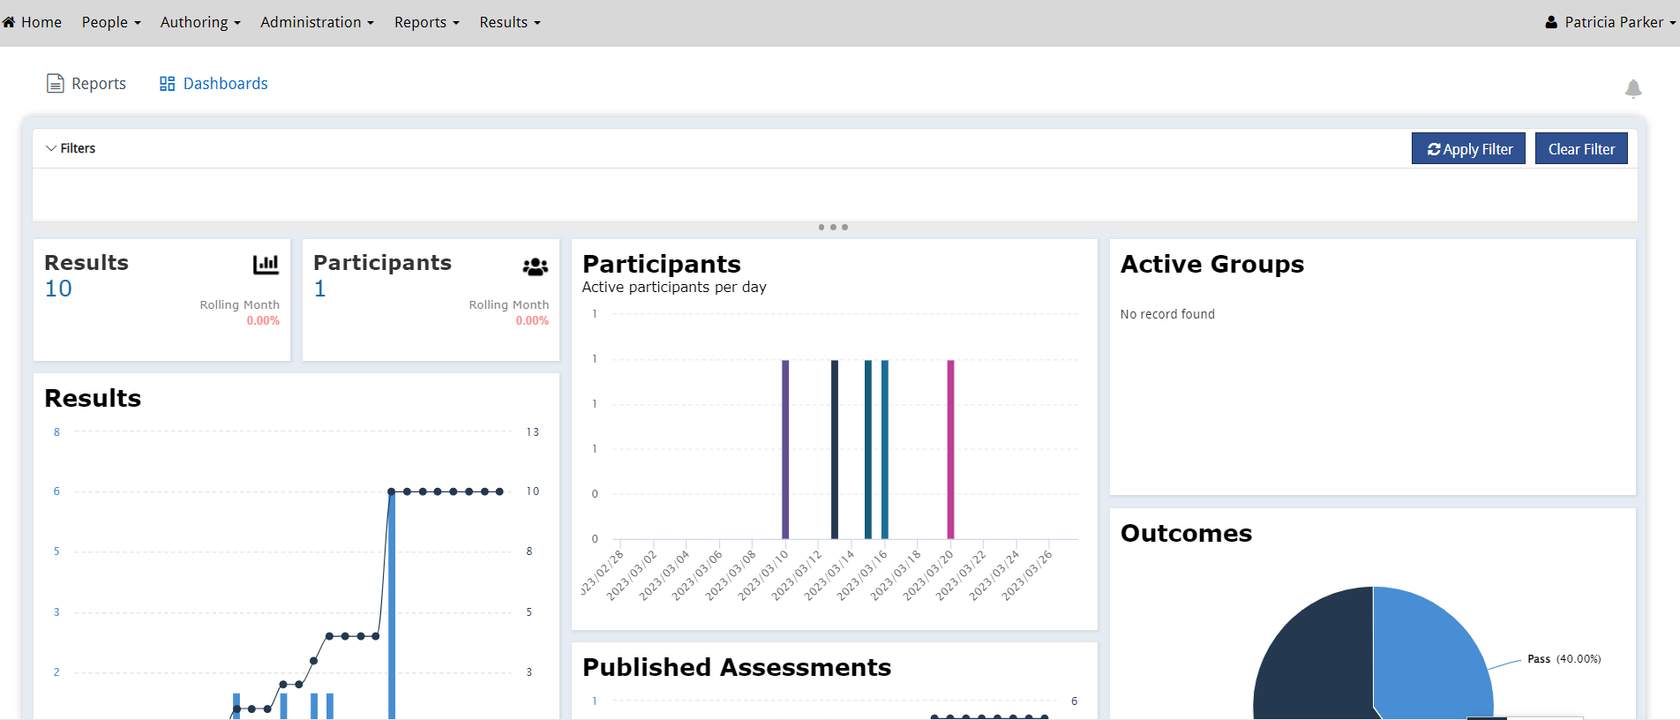 Home People Authoring Administration Reports Results Patricia Parker
Reports Dashboards
Filters Apply Filter Clear Filter
Results
10
Rolling Month
0.00%
Participants
1
Rolling Month
0.00%
Results
8 13
6 10
5 8
3 5
2 3
Participants
Active participants per day
1
1
1
1
0
0
2023/03/02 2023/03/04 2023/03/06 2023/03/08 2023/03/10 2023/03/12 2023/03/14 2023/03/16 2023/03/18 2023/03/20 2023/03/22 2023/03/24 2023/03/26
Published Assessments
1 6
Active Groups
No record found
Outcomes
Pass (40.00%)